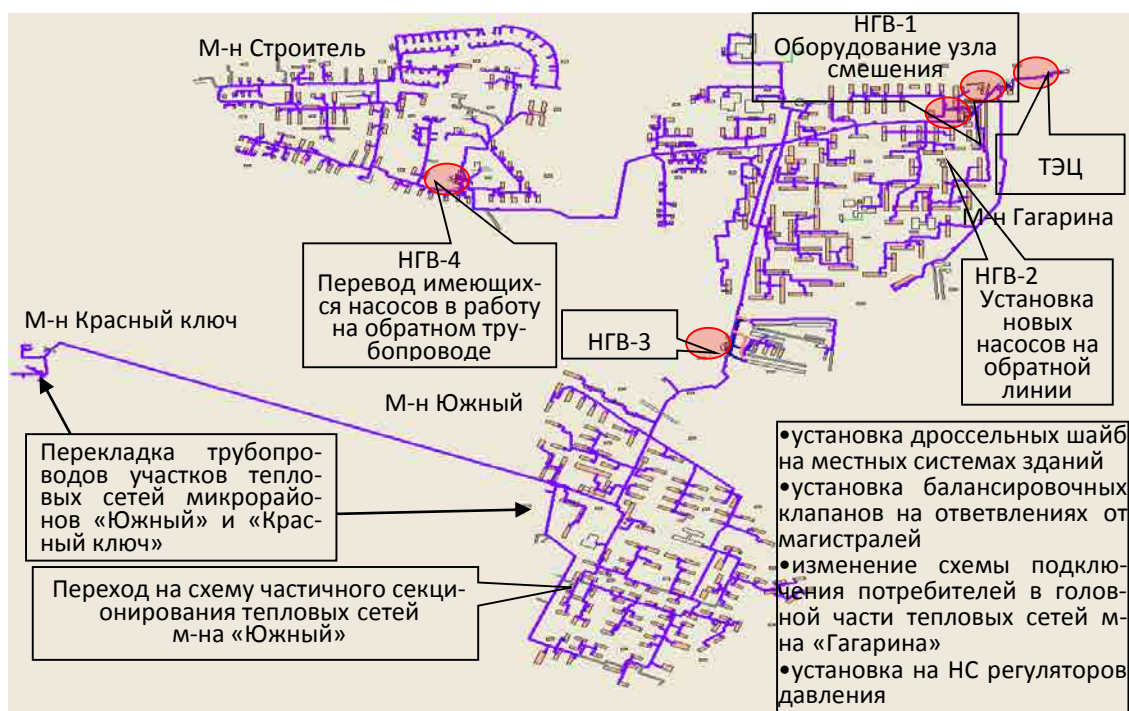 НГВ-1
Оборудование узла
смешения
М-н Строитель
ТЭЦ
М-н Гагарина
НГВ-4
Перевод имеющих-
ся насосов в работу
на обратном тру-
бопроводе
НГВ-2
Установка
новых
насосов на
обратной
линии
М-н Красный ключ
НГВ-3
М-н Южный
Перекладка трубопро-
водов участков тепло-
вых сетей микрорайо-
нов «Южный» и «Крас-
ный ключ»
Переход на схему частичного секци-
онирования тепловых сетей
м-на «Южный»
•установка дроссельных шайб
на местных системах зданий
•установка балансировочных
клапанов на ответвлениях от
магистралей
•изменение схемы подклю-
чения потребителей в голов-
ной части тепловых сетей м-
на «Гагарина»
•установка на НС регуляторов
давления